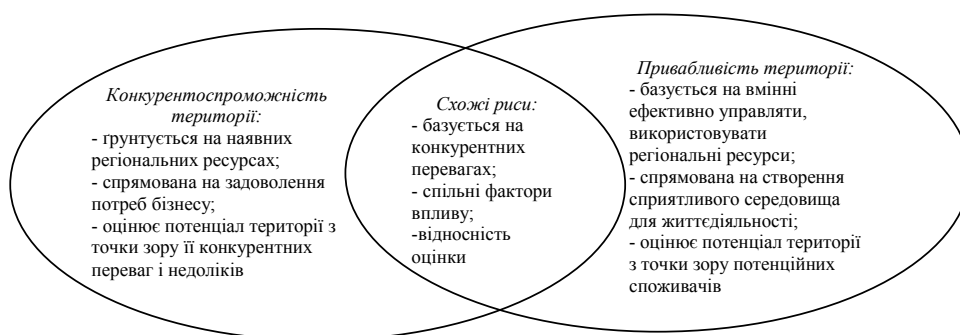 Конкурентоспроможність
території:
- ґрунтується на наявних
регіональних ресурсах;
- спрямована на задоволення
потреб бізнесу;
- оцінює потенціал території з
точки зору її конкурентних
переваг і недоліків
Схожі риси:
- базується на
конкурентних
перевагах;
- спільні фактори
впливу;
-відносність
оцінки
Привабливість території:
- базується на вмінні
ефективно управляти,
використовувати
регіональні ресурси;
- спрямована на створення
сприятливого середовища
для життєдіяльності;
- оцінює потенціал території
з точки зору потенційних
споживачів